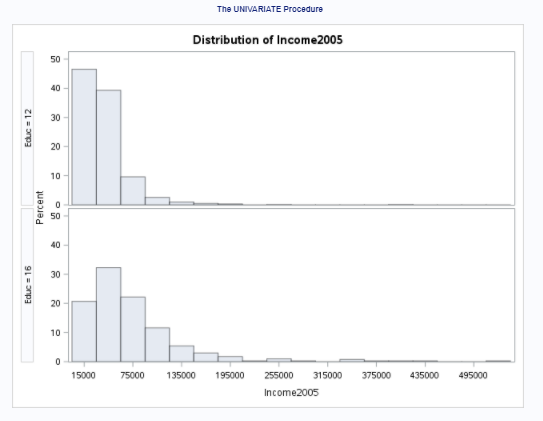 The UNIVARIATE Procedure
Distribution of Income2005
Educ = 12
50
40
30
20
10
0
Percent
Educ = 16
50
40
30
20
10
0
15000 75000 135000 195000 255000 315000 375000 435000 495000
Income2005